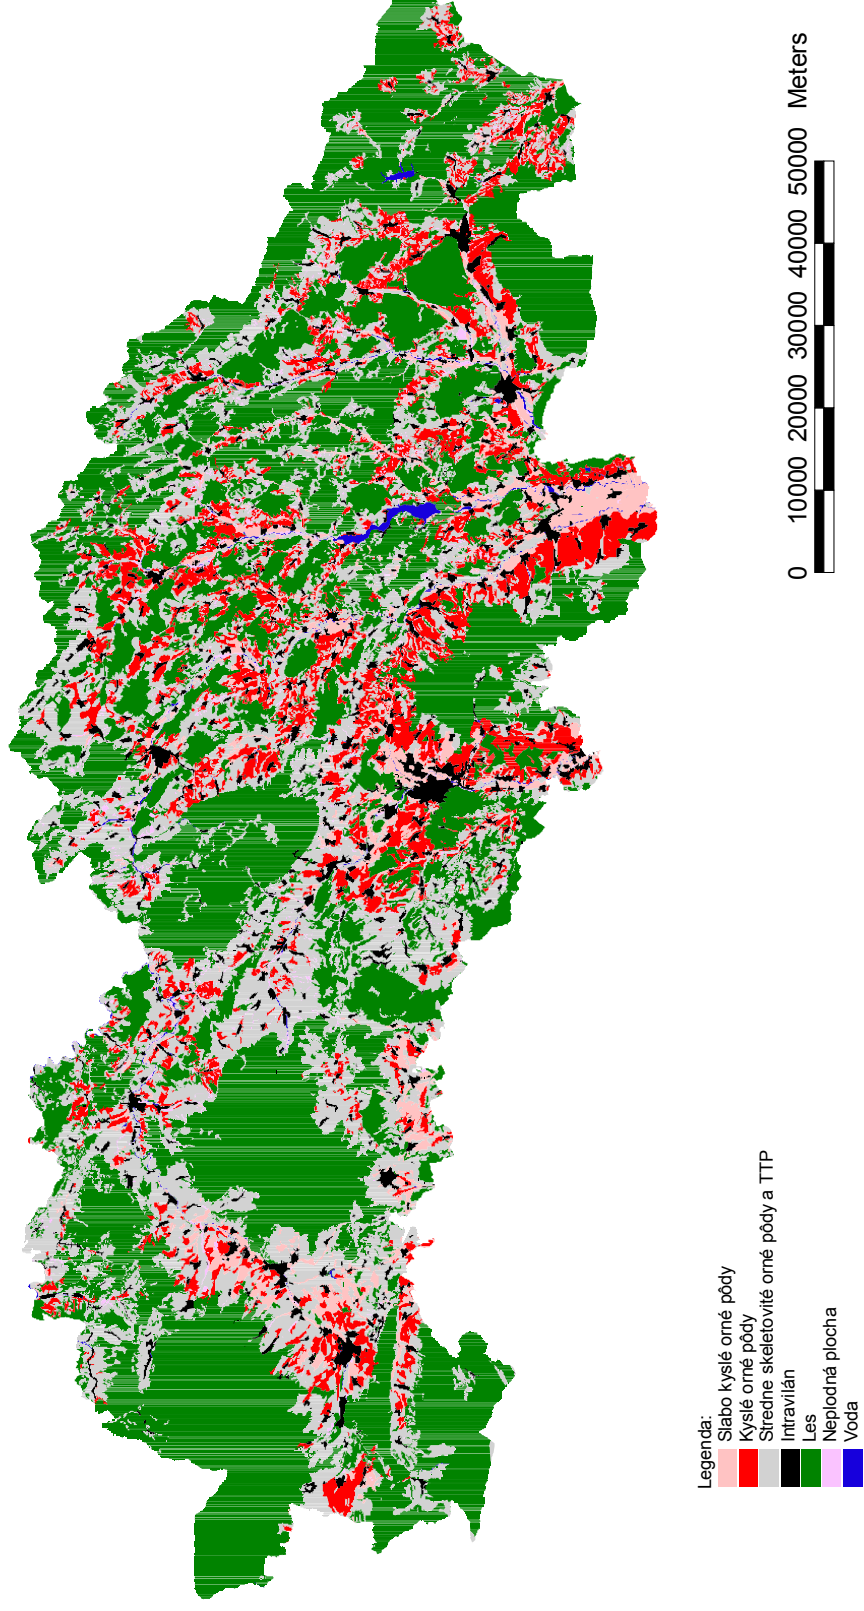 Legenda:
Slabo kyslé orné pôdy
Kyslé orné pôdy
Stredne skeletovité orné pôdy a TTP
Intravilán
Les
Neplodná plocha
Voda
0 10000 20000 30000 40000 50000 Meters